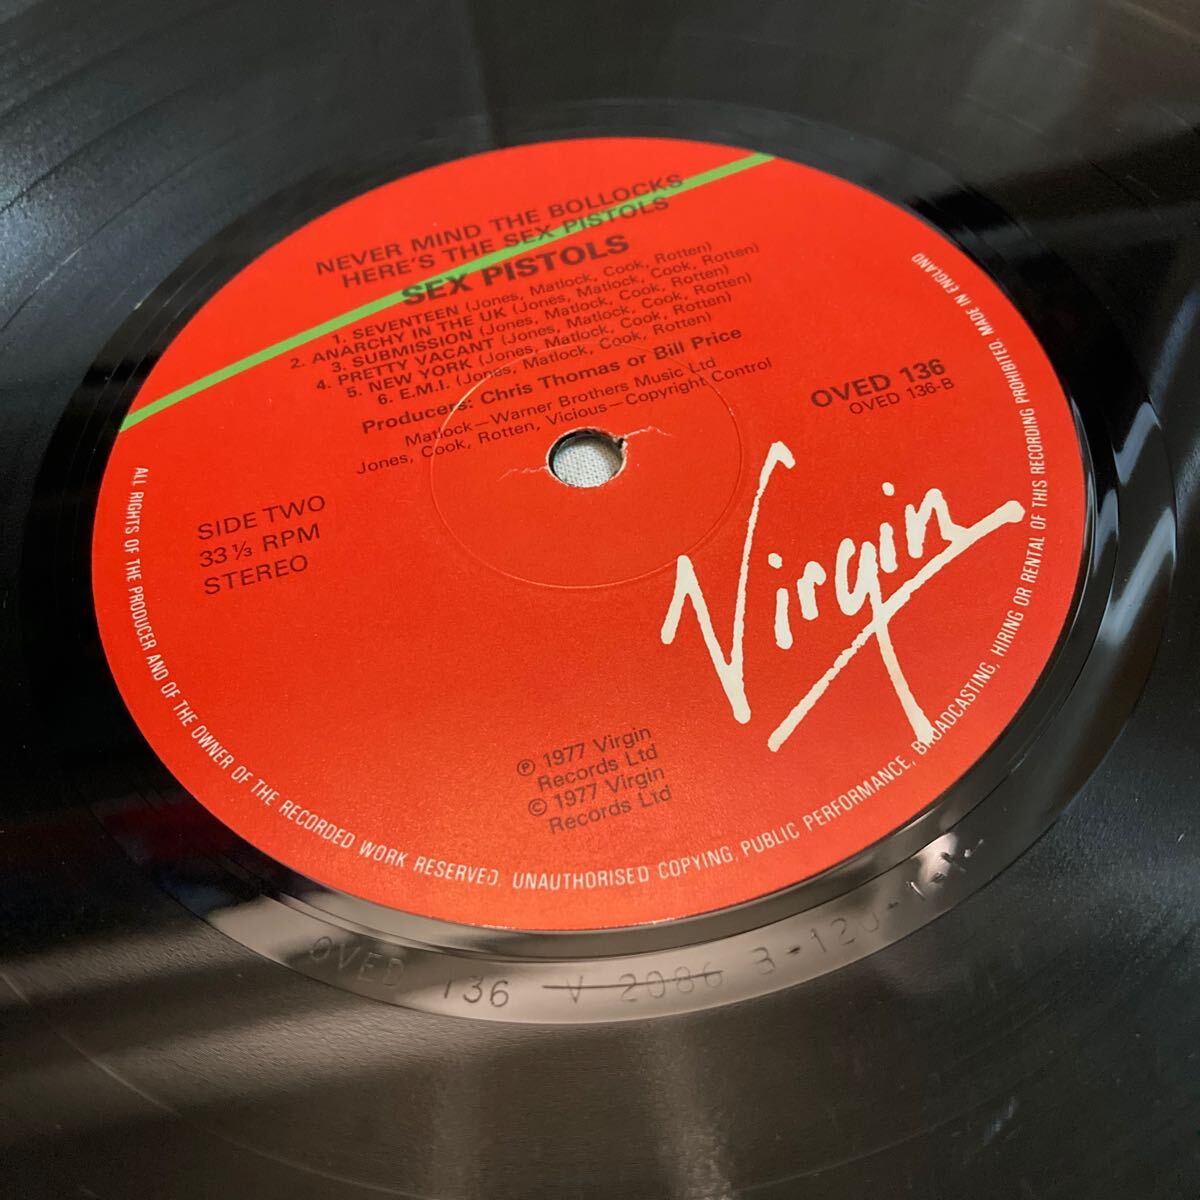 NEVER MIND THE BOLLOCKS
HERE'S THE SEX PISTOLS
SEX PISTOLS
1. SEVENTEEN (Jones, Matlock, Cook, Rotten)
2. ANARCHY IN THE UK (Jones, Matlock, Cook, Rotten)
3. SUBMISSION (Jones, Matlock, Cook, Rotten)
4. PRETTY VACANT (Jones, Matlock, Cook, Rotten)
5. NEW YORK (Jones, Matlock, Cook, Rotten)
6. E.M.I. (Jones, Matlock, Cook, Rotten)
Producers: Chris Thomas or Bill Price
Matlock—Warner Brothers Music Ltd
Jones, Cook, Rotten, Vicious—Copyright Control
OVED 136
OVED 136-B
SIDE TWO
33⅓ RPM
STEREO
Virgin
℗ 1977 Virgin
Records Ltd
© 1977 Virgin
Records Ltd
ALL RIGHTS OF THE PRODUCER AND OF THE OWNER OF THE RECORDED WORK RESERVED. UNAUTHORISED COPYING, PUBLIC PERFORMANCE, BROADCASTING, HIRING OR RENTAL OF THIS RECORDING PROHIBITED. MADE IN ENGLAND
OVED 136 V 2086